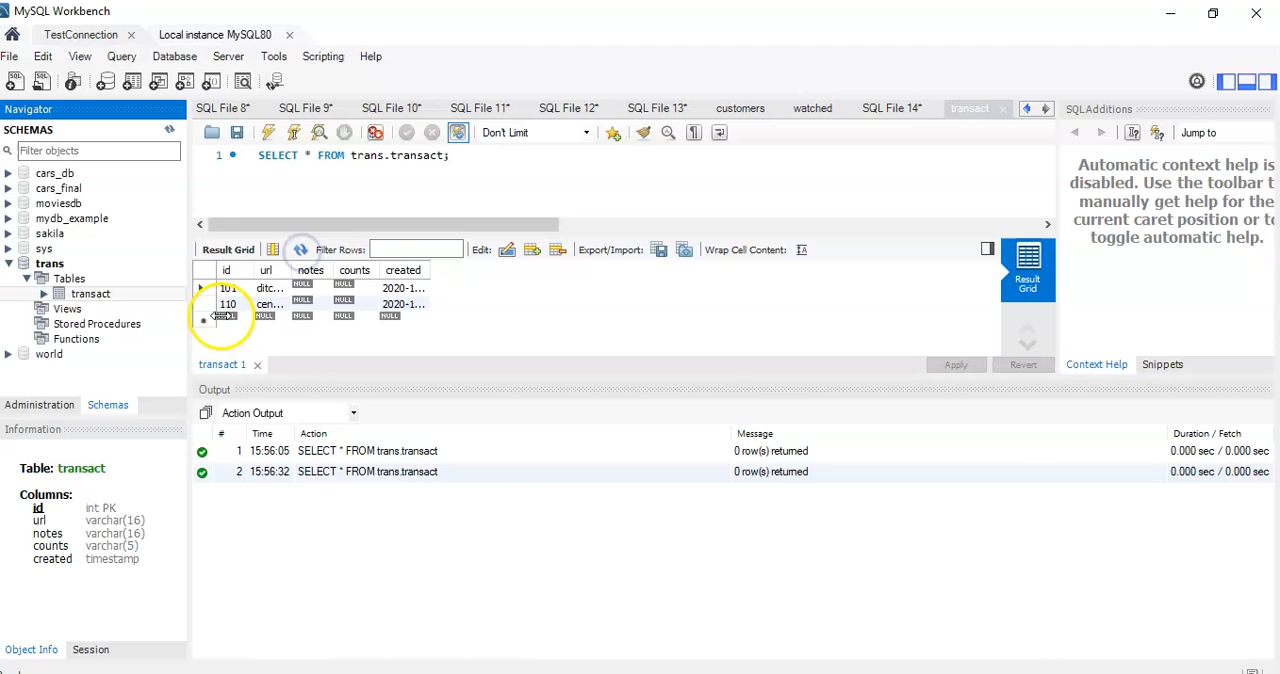 MySQL Workbench
TestConnection
Local instance MySQL80
File Edit View Query Database Server Tools Scripting Help
Navigator
SCHEMAS
Filter objects
cars_db
cars_final
moviesdb
mydb_example
sakila
sys
trans
Tables
transact
Views
Stored Procedures
Functions
world
Administration Schemas
Information
Table: transact
Columns:
id int PK
url varchar(16)
notes varchar(16)
counts varchar(5)
created timestamp
Object Info Session
SQL File 8* SQL File 9* SQL File 10* SQL File 11* SQL File 12* SQL File 13* customers watched SQL File 14* transact
Don't Limit
1 SELECT * FROM trans.transact;
Result Grid Filter Rows: Edit: Export/Import: Wrap Cell Content:
id url notes counts created
101 ditc... NULL NULL 2020-1...
110 cen... NULL NULL 2020-1...
NULL NULL NULL NULL
Result
Grid
transact 1
Apply Revert
Output
Action Output
# Time Action Message Duration / Fetch
1 15:56:05 SELECT * FROM trans.transact 0 row(s) returned 0.000 sec / 0.000 sec
2 15:56:32 SELECT * FROM trans.transact 0 row(s) returned 0.000 sec / 0.000 sec
SQLAdditions
Jump to
Automatic context help is
disabled. Use the toolbar
manually get help for the
current caret position or to
toggle automatic help.
Context Help Snippets